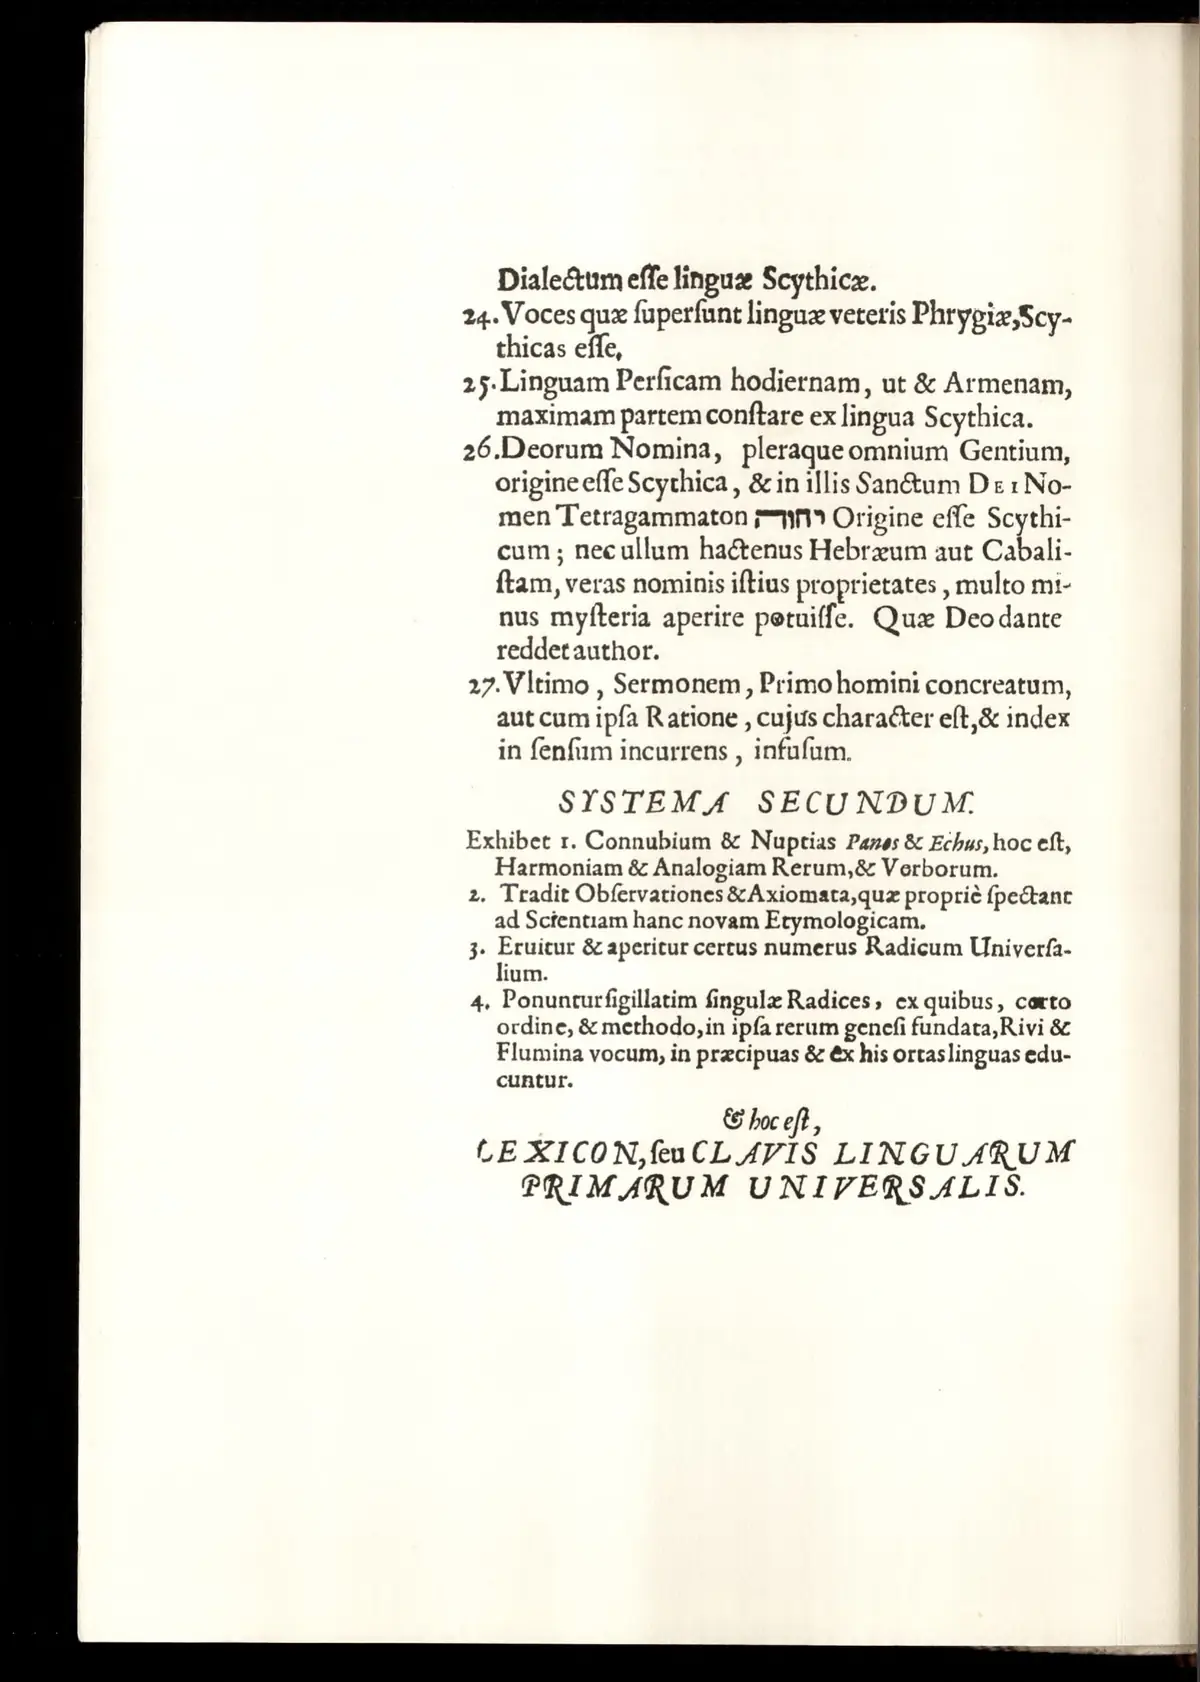 Dialectum eſſe linguæ Scythicæ.
24. Voces quæ ſuperſunt linguæ veteris Phrygiæ, Scy-
thicas eſſe,
25. Linguam Perſicam hodiernam, ut & Armenam,
maximam partem conſtare ex lingua Scythica.
26. Deorum Nomina, pleraque omnium Gentium,
origine eſſe Scythica, & in illis Sanctum DEI No-
men Tetragammaton יהוה Origine eſſe Scythi-
cum; nec ullum hactenus Hebræum aut Cabali-
ſtam, veras nominis iſtius proprietates, multo mi-
nus myſteria aperire potuiſſe. Quæ Deo dante
reddet author.
27. Vltimo, Sermonem, Primo homini concreatum,
aut cum ipſa Ratione, cujus character eſt, & index
in ſenſum incurrens, infuſum.
SYSTEMA SECUNDUM.
Exhibet 1. Connubium & Nuptias Panos & Echus, hoc eſt,
Harmoniam & Analogiam Rerum, & Verborum.
2. Tradit Obſervationes & Axiomata, quæ propriè ſpectant
ad Scientiam hanc novam Etymologicam.
3. Eruitur & aperitur certus numerus Radicum Univerſa-
lium.
4. Ponuntur ſigillatim ſingulæ Radices, ex quibus, certo
ordine, & methodo, in ipſa rerum geneſi fundata, Rivi &
Flumina vocum, in præcipuas & ex his ortas linguas edu-
cuntur.
& hoc eſt,
LEXICON, ſeu CLAVIS LINGUARUM
PRIMARUM UNIVERSALIS.